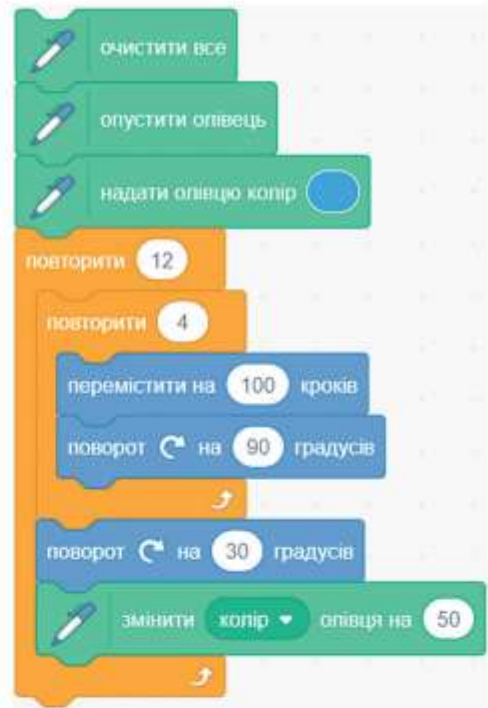 очистити все
опустити олівець
надати олівцю колір
повторити 12
повторити 4
перемістити на 100 кроків
поворот на 90 градусів
поворот на 30 градусів
змінити колір олівця на 50